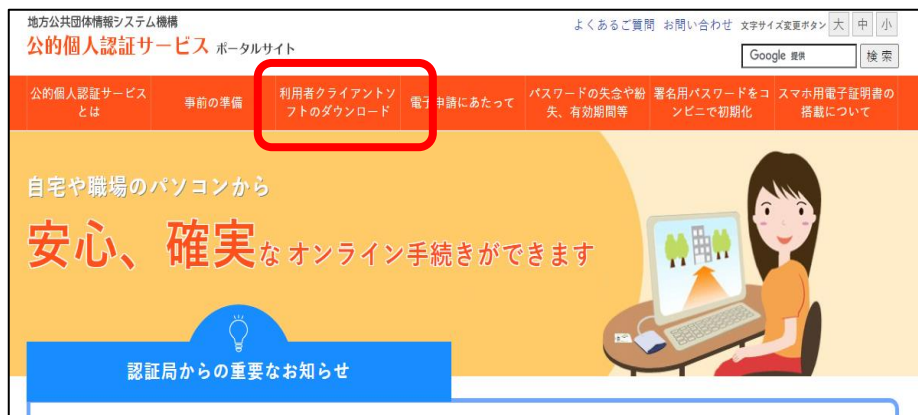 地方公共団体情報システム機構
公的個人認証サービス ポータルサイト
よくあるご質問 お問い合わせ 文字サイズ変更ボタン 大 中 小
Google 提供 検索
公的個人認証サービスとは
事前の準備
利用者クライアントソフトのダウンロード
電子申請にあたって
パスワードの失念や紛失、有効期間等
署名用パスワードをコンビニで初期化
スマホ用電子証明書の搭載について
自宅や職場のパソコンから
安心、確実なオンライン手続きができます
認証局からの重要なお知らせ